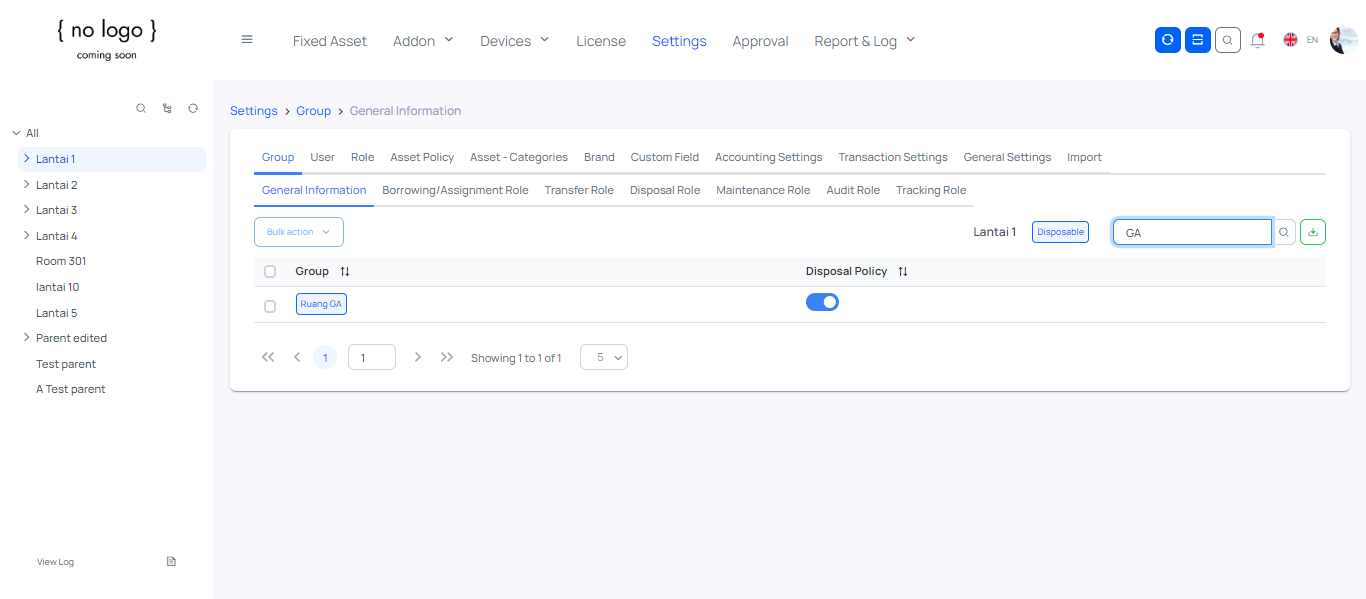 { no logo }
coming soon
Fixed Asset Addon Devices License Settings Approval Report & Log EN
All
Lantai 1
Lantai 2
Lantai 3
Lantai 4
Room 301
lantai 10
Lantai 5
Parent edited
Test parent
A Test parent
View Log
Settings > Group > General Information
Group User Role Asset Policy Asset - Categories Brand Custom Field Accounting Settings Transaction Settings General Settings Import
General Information Borrowing/Assignment Role Transfer Role Disposal Role Maintenance Role Audit Role Tracking Role
Bulk action Lantai 1 Disposable GA
Group Disposal Policy
Ruang GA
1 1 Showing 1 to 1 of 1 5